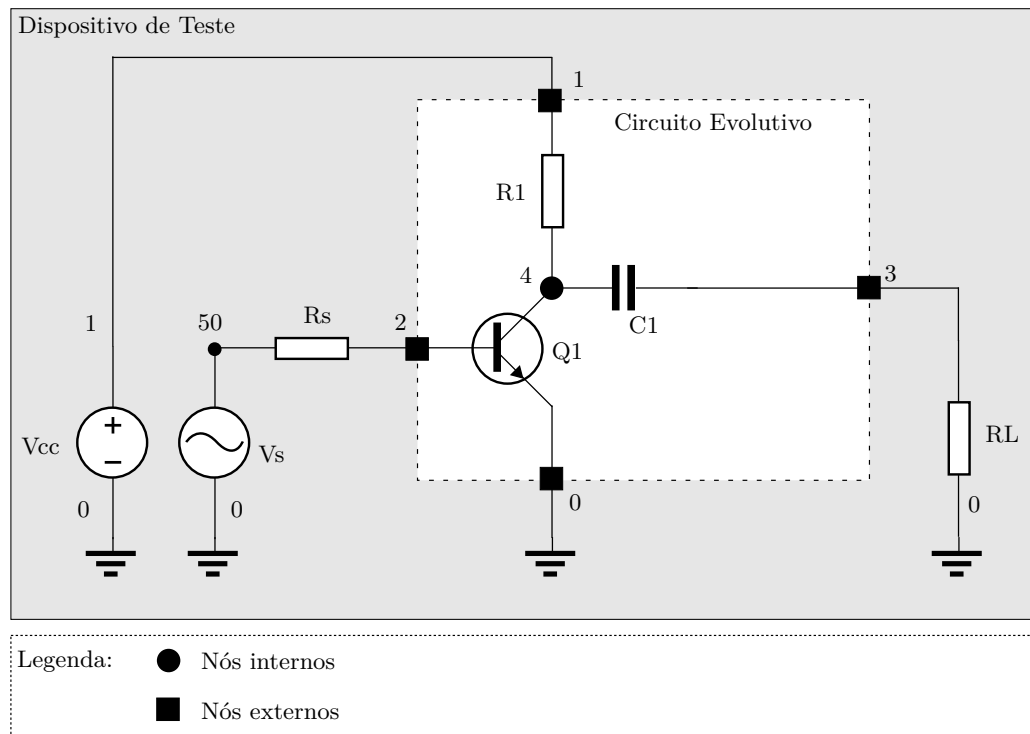 Dispositivo de Teste
1
Circuito Evolutivo
R1
4
3
C1
1
50
Rs
2
Q1
Vcc
Vs
RL
0
0
0
0
Legenda:
Nós internos
Nós externos